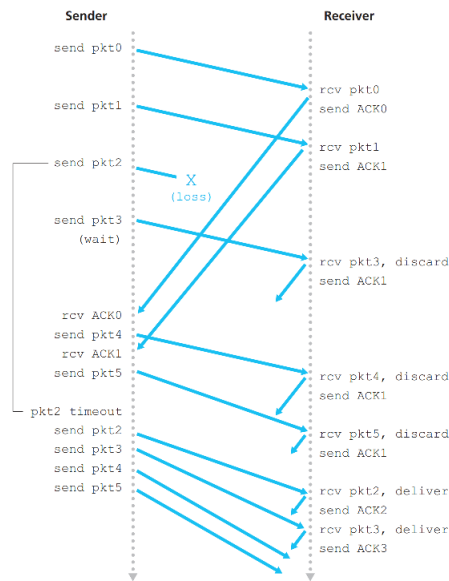 Sender
Receiver
send pkt0
rcv pkt0
send ACK0
send pkt1
rcv pkt1
send ACK1
send pkt2
X
(loss)
send pkt3
(wait)
rcv pkt3, discard
send ACK1
rcv ACK0
send pkt4
rcv ACK1
send pkt5
rcv pkt4, discard
send ACK1
pkt2 timeout
send pkt2
send pkt3
send pkt4
send pkt5
rcv pkt5, discard
send ACK1
rcv pkt2, deliver
send ACK2
rcv pkt3, deliver
send ACK3